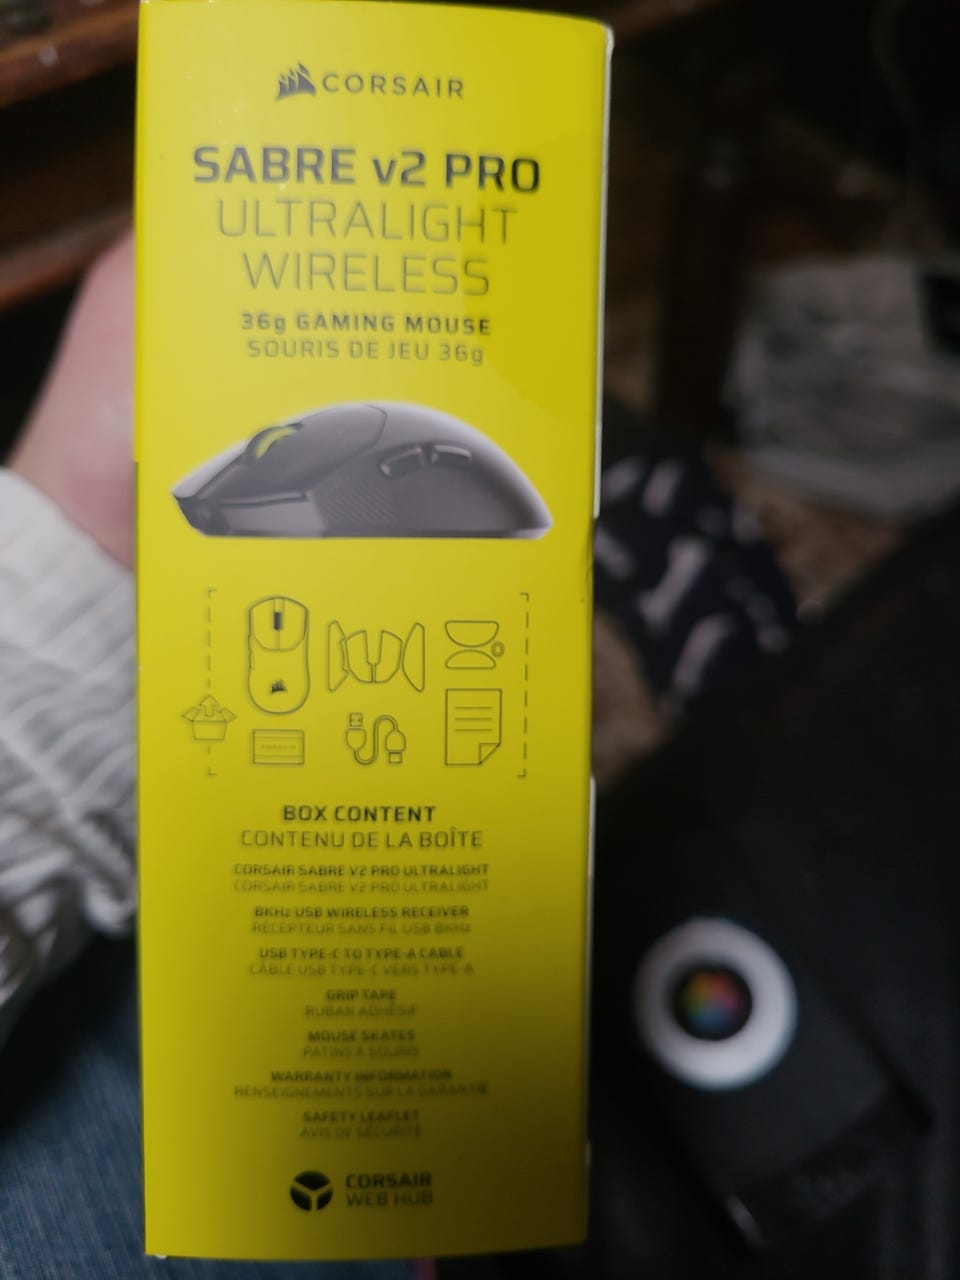 CORSAIR
SABRE v2 PRO
ULTRALIGHT
WIRELESS
36g GAMING MOUSE
SOURIS DE JEU 36g
CORSAIR
BOX CONTENT
CONTENU DE LA BOÎTE
CORSAIR SABRE V2 PRO ULTRALIGHT
CORSAIR SABRE V2 PRO ULTRALIGHT
8KHz USB WIRELESS RECEIVER
RÉCEPTEUR SANS FIL USB 8KHz
USB TYPE-C TO TYPE-A CABLE
CÂBLE USB TYPE-C VERS TYPE-A
GRIP TAPE
RUBAN ADHÉSIF
MOUSE SKATES
PATINS À SOURIS
WARRANTY INFORMATION
RENSEIGNEMENTS SUR LA GARANTIE
SAFETY LEAFLET
AVIS DE SÉCURITÉ
CORSAIR
WEB HUB